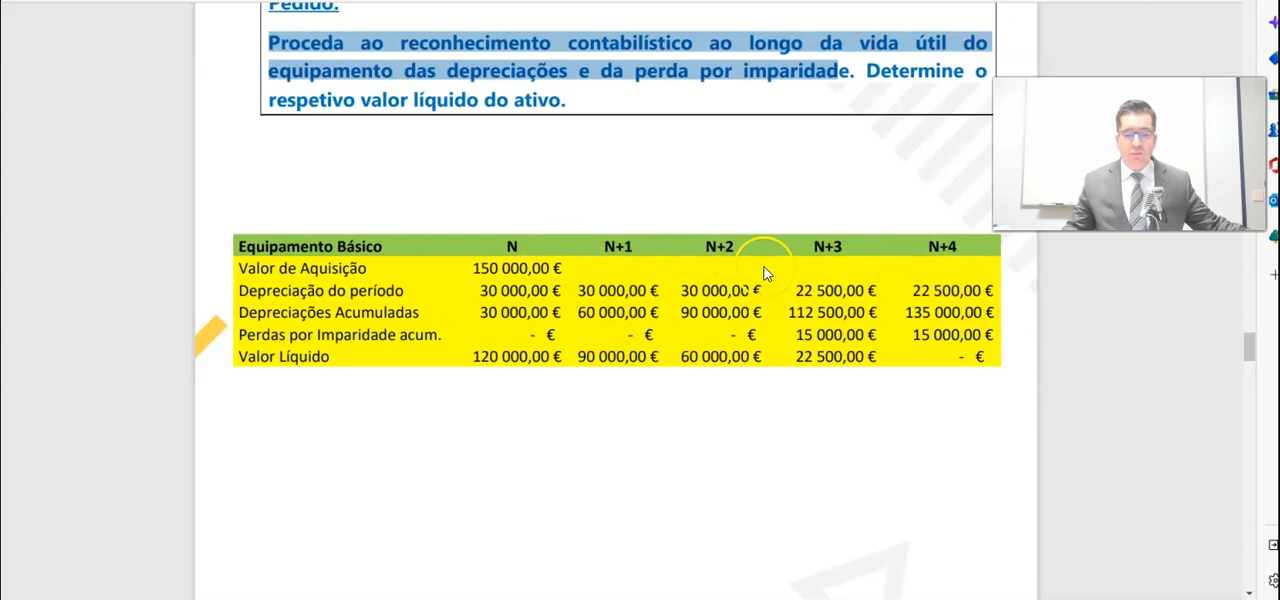 Pedido:
Proceda ao reconhecimento contabilístico ao longo da vida útil do
equipamento das depreciações e da perda por imparidade. Determine o
respetivo valor líquido do ativo.
Equipamento Básico N N+1 N+2 N+3 N+4
Valor de Aquisição 150 000,00 €
Depreciação do período 30 000,00 € 30 000,00 € 30 000,00 € 22 500,00 € 22 500,00 €
Depreciações Acumuladas 30 000,00 € 60 000,00 € 90 000,00 € 112 500,00 € 135 000,00 €
Perdas por Imparidade acum. - € - € - € 15 000,00 € 15 000,00 €
Valor Líquido 120 000,00 € 90 000,00 € 60 000,00 € 22 500,00 € - €